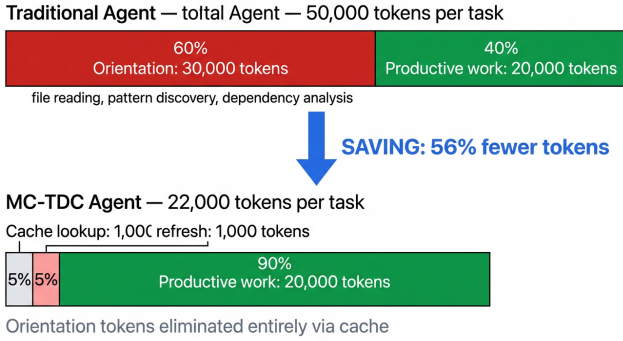 Traditional Agent — toltal Agent — 50,000 tokens per task
60%
Orientation: 30,000 tokens
40%
Productive work: 20,000 tokens
file reading, pattern discovery, dependency analysis
SAVING: 56% fewer tokens
MC-TDC Agent — 22,000 tokens per task
Cache lookup: 1,00( refresh: 1,000 tokens
5%
5%
90%
Productive work: 20,000 tokens
Orientation tokens eliminated entirely via cache